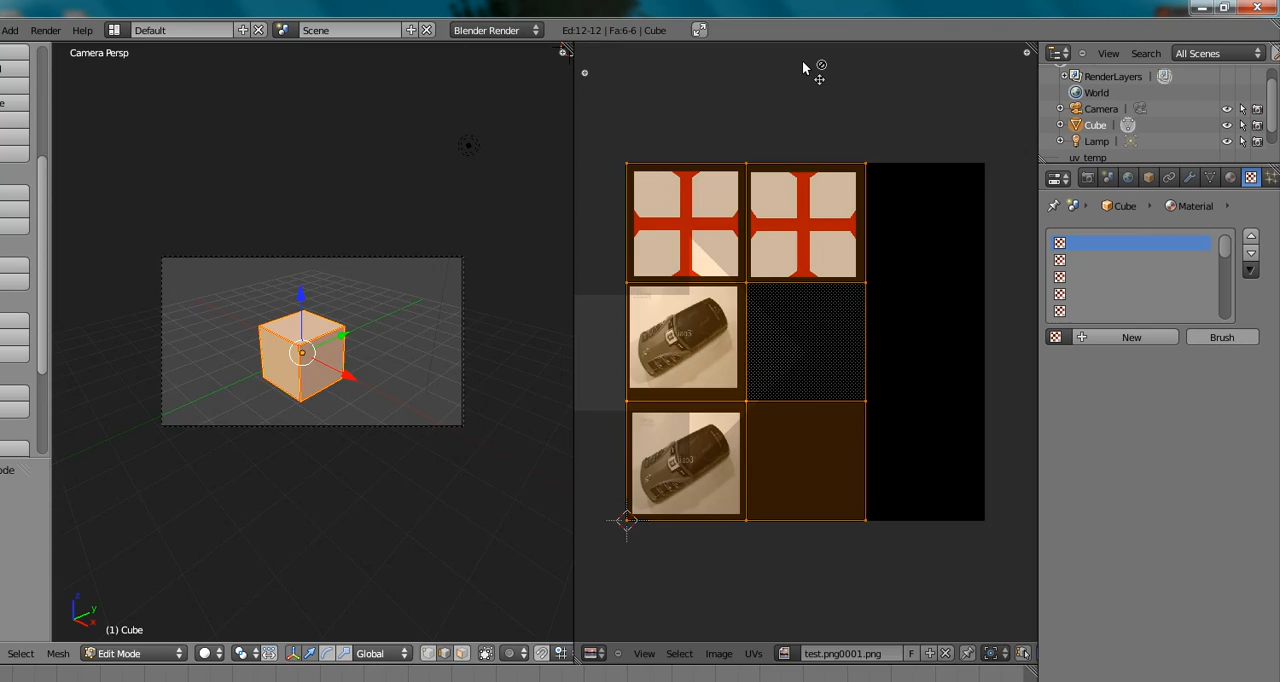 Add Render Help Default Scene Blender Render Ed:12-12 | Fa:6-6 | Cube
Camera Persp
View Search All Scenes
RenderLayers |
World
Camera |
Cube |
Lamp |
uv_temp
Cube Material
New Brush
(1) Cube
Select Mesh Edit Mode Global
View Select Image UVs test.png0001.png F